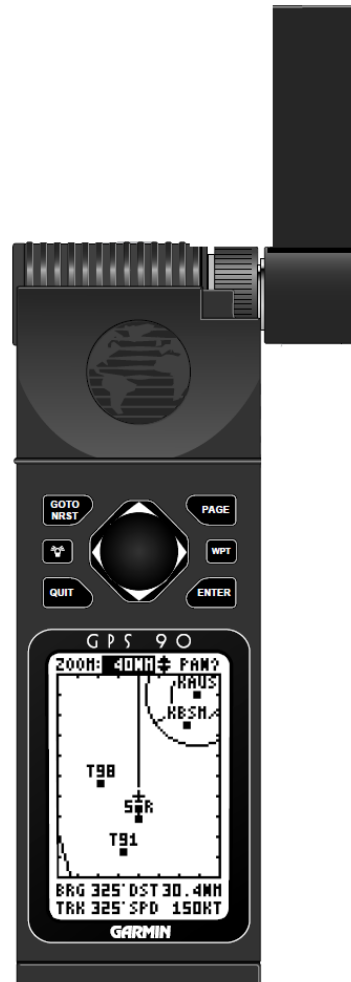 GOTO
NRST
PAGE
WPT
QUIT
ENTER
GPS 90
ZOOM: 40NM PAN?
KAUS
KBSM
T98
T91
BRG 325° DST 30.4NM
TRK 325° SPD 150KT
GARMIN